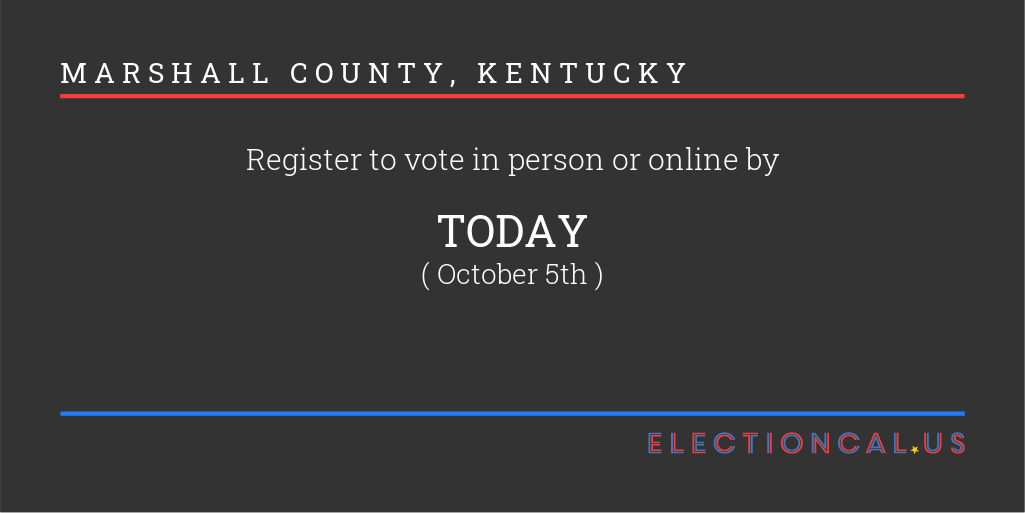 MARSHALL COUNTY, KENTUCKY
Register to vote in person or online by
TODAY
( October 5th )
ELECTIONCAL.US